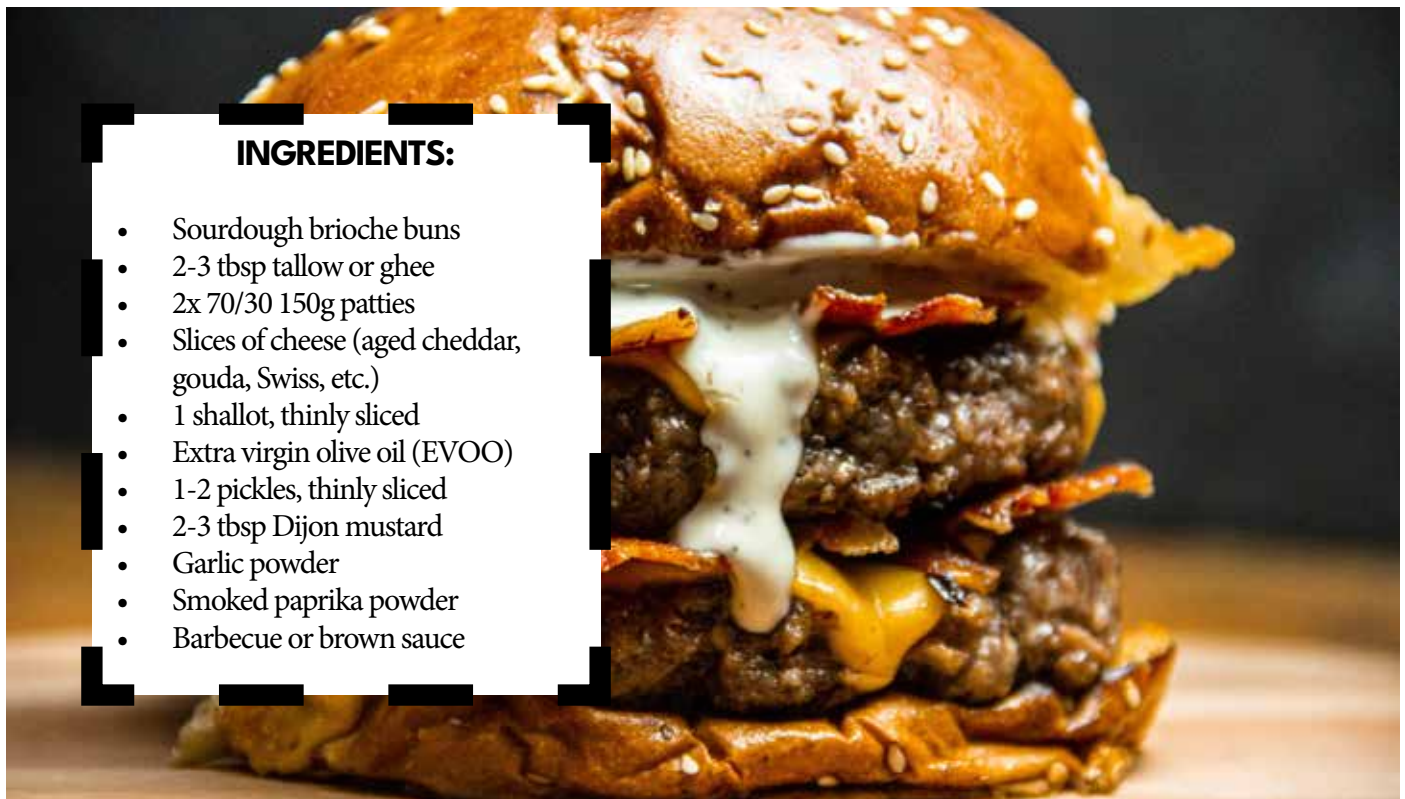 INGREDIENTS:
• Sourdough brioche buns
• 2-3 tbsp tallow or ghee
• 2x 70/30 150g patties
• Slices of cheese (aged cheddar,
gouda, Swiss, etc.)
• 1 shallot, thinly sliced
• Extra virgin olive oil (EVOO)
• 1-2 pickles, thinly sliced
• 2-3 tbsp Dijon mustard
• Garlic powder
• Smoked paprika powder
• Barbecue or brown sauce